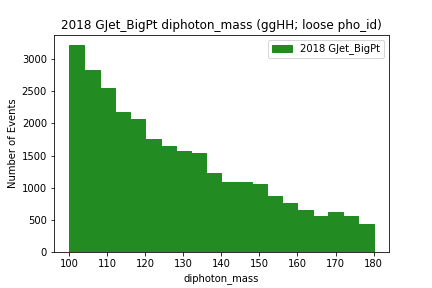 2018 GJet_BigPt diphoton_mass (ggHH; loose pho_id)
2018 GJet_BigPt
Number of Events
3000
2500
2000
1500
1000
500
0
100 110 120 130 140 150 160 170 180
diphoton_mass